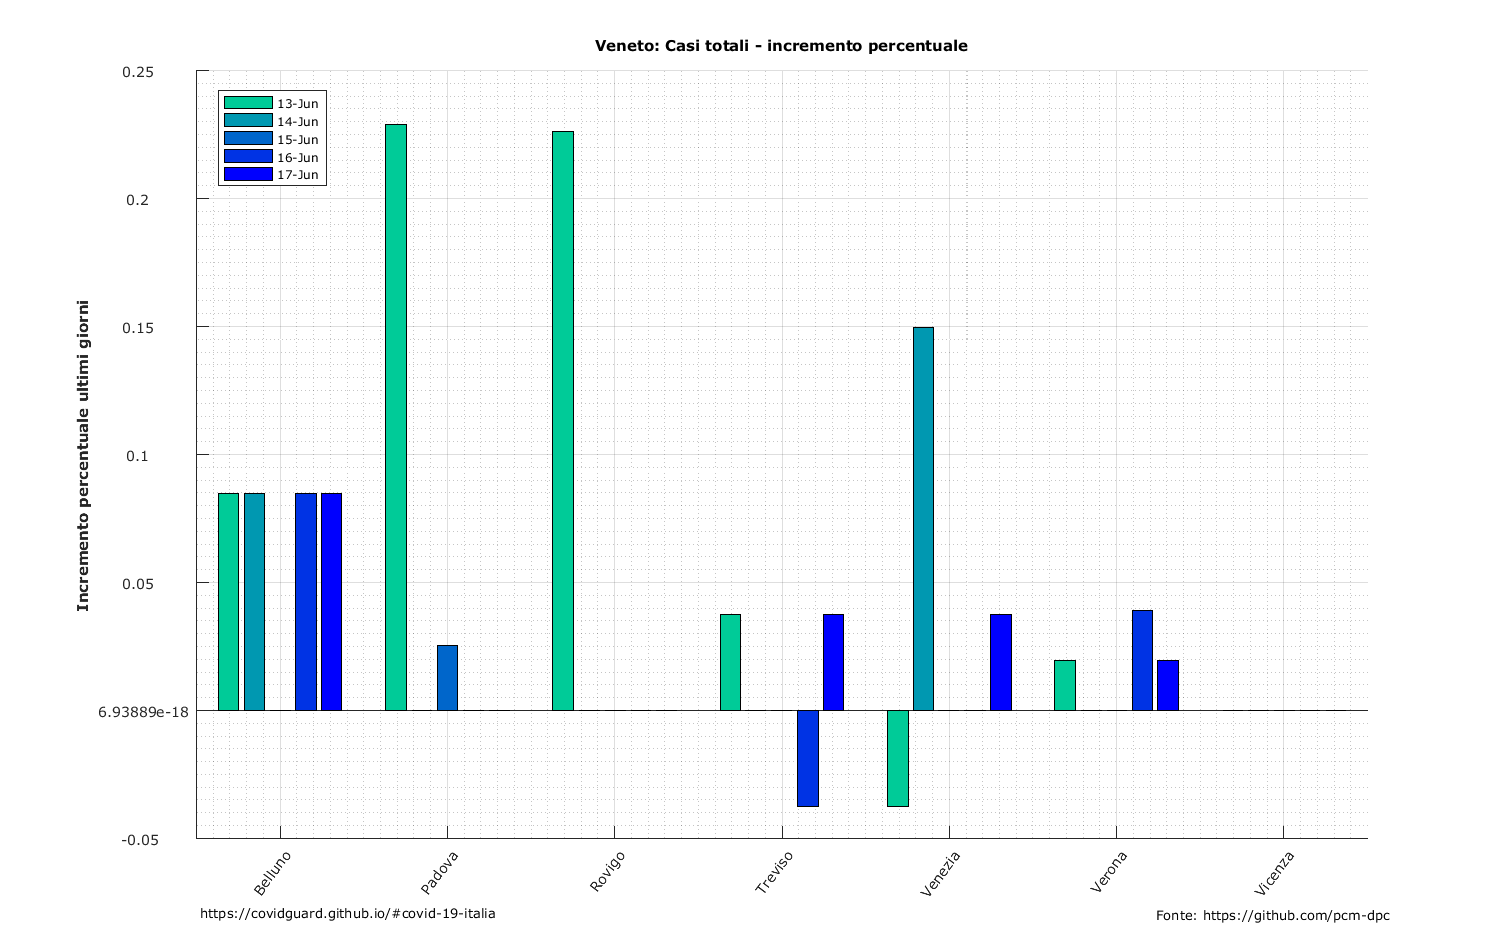 Veneto: Casi totali - incremento percentuale
0.25
0.2
0.15
0.1
0.05
6.93889e-18
-0.05
Incremento percentuale ultimi giorni
13-Jun
14-Jun
15-Jun
16-Jun
17-Jun
Belluno
Padova
Rovigo
Treviso
Venezia
Verona
Vicenza
https://covidguard.github.io/#covid-19-italia
Fonte: https://github.com/pcm-dpc